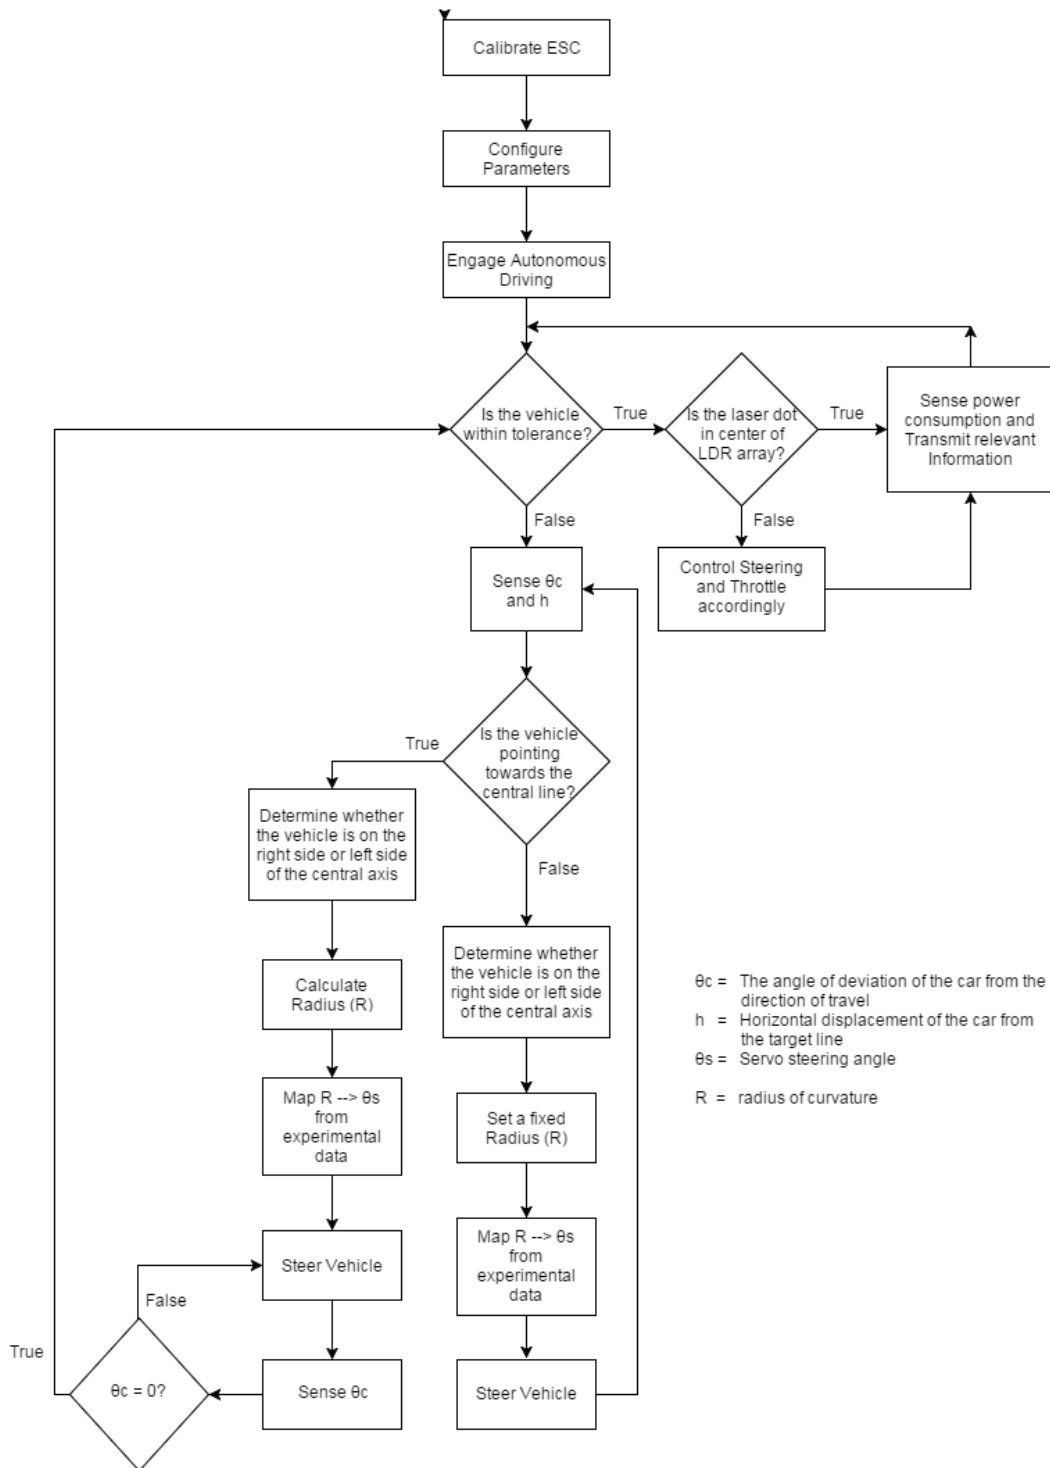 Calibrate ESC
Configure
Parameters
Engage Autonomous
Driving
Is the vehicle
within tolerance?
True
Is the laser dot
in center of
LDR array?
True
Sense power
consumption and
Transmit relevant
Information
False
False
Sense θc
and h
Control Steering
and Throttle
accordingly
Is the vehicle
pointing
towards the
central line?
True
Determine whether
the vehicle is on the
right side or left side
of the central axis
False
Determine whether
the vehicle is on the
right side or left side
of the central axis
Calculate
Radius (R)
θc = The angle of deviation of the car from the
direction of travel
h = Horizontal displacement of the car from
the target line
θs = Servo steering angle
R = radius of curvature
Map R --> θs
from
experimental
data
Set a fixed
Radius (R)
Steer Vehicle
Map R --> θs
from
experimental
data
False
True
θc = 0?
Sense θc
Steer Vehicle